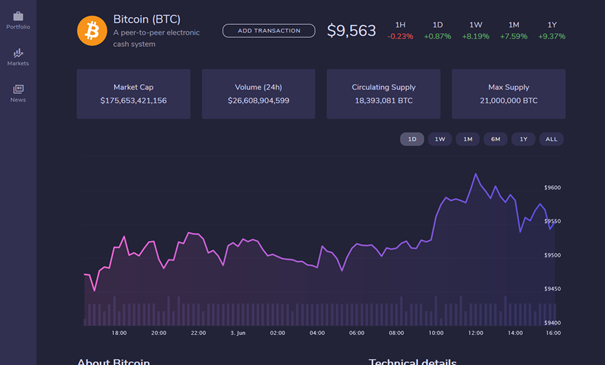 Portfolio
Markets
News
Bitcoin (BTC)
A peer-to-peer electronic
cash system
ADD TRANSACTION
$9,563
1H
-0.23%
1D
+0.87%
1W
+8.19%
1M
+7.59%
1Y
+9.37%
Market Cap
$175,653,421,156
Volume (24h)
$26,608,904,599
Circulating Supply
18,393,081 BTC
Max Supply
21,000,000 BTC
1D 1W 1M 6M 1Y ALL
$9600
$9550
$9500
$9450
$9400
18:00 20:00 22:00 3. Jun 02:00 04:00 06:00 08:00 10:00 12:00 14:00 16:00
About Bitcoin
Technical details